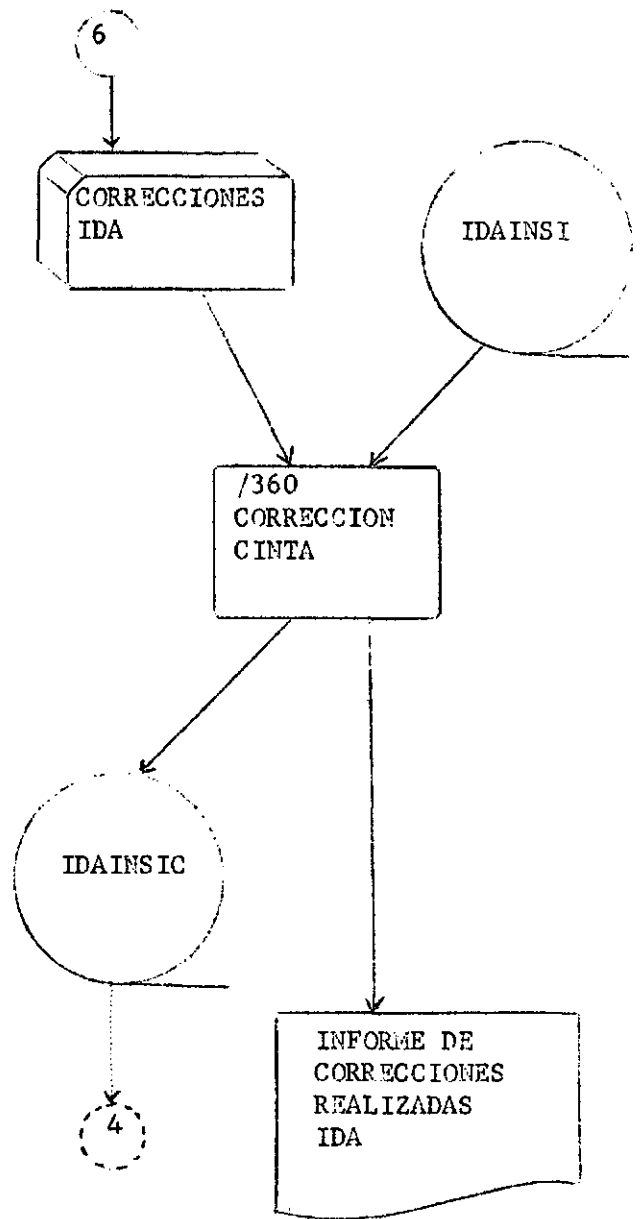 6
CORRECCIONES
IDA
IDAINSI
/360
CORRECCION
CINTA
IDAINSIC
4
INFORME DE
CORRECCIONES
REALIZADAS
IDA